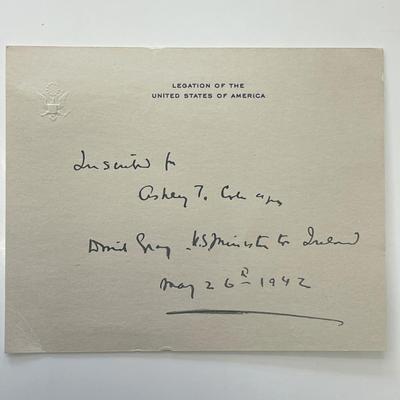 LEGATION OF THE
UNITED STATES OF AMERICA
Inscribed to
Ashley T. Cole
David Gray. U.S Minister to Ireland
May 26th 1942